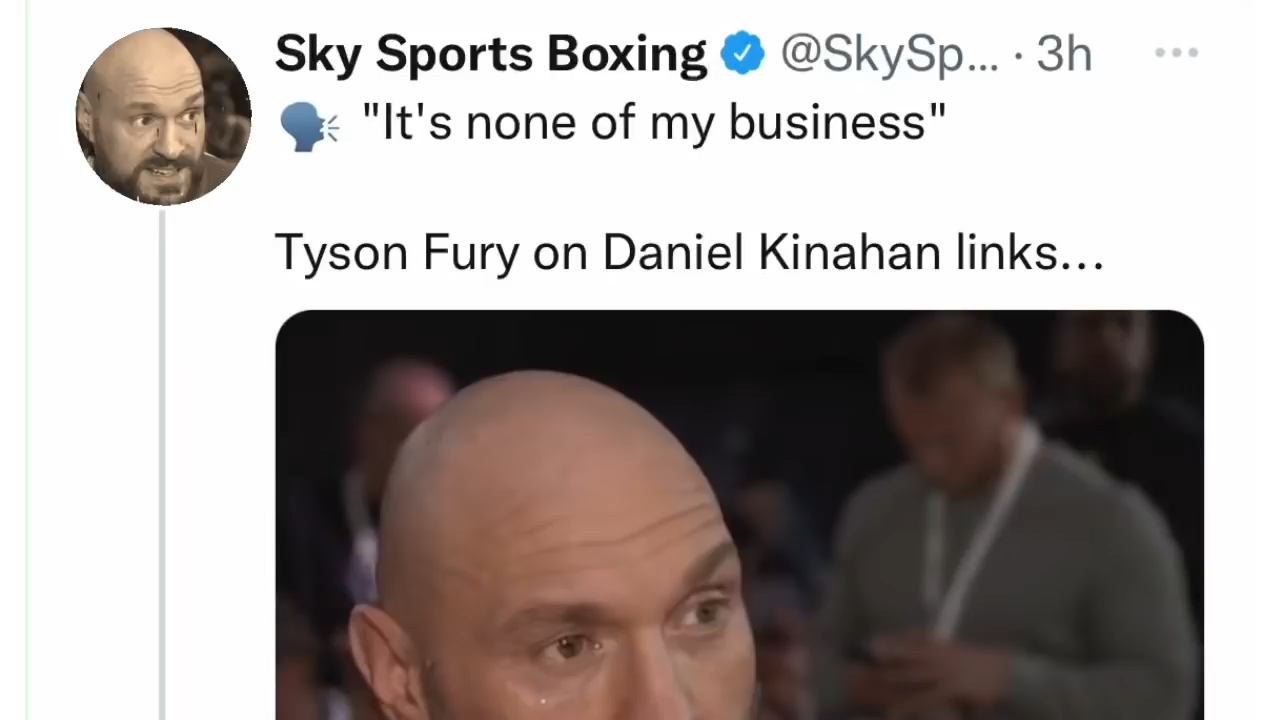 Sky Sports Boxing @SkySp... · 3h
"It's none of my business"
Tyson Fury on Daniel Kinahan links...